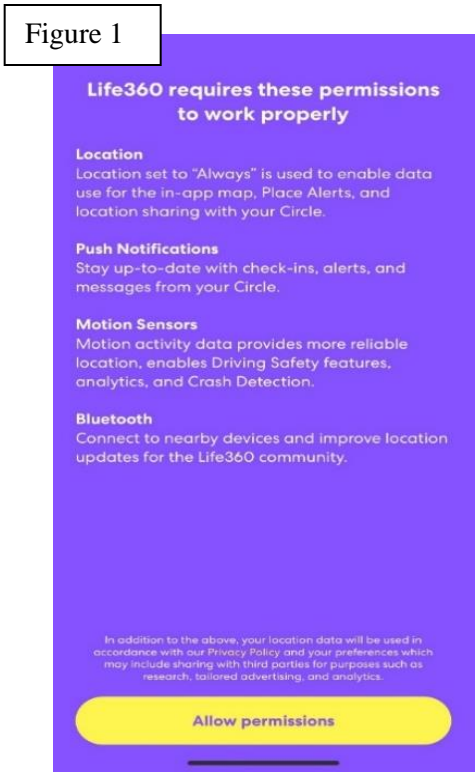 Figure 1
Life360 requires these permissions
to work properly
Location
Location set to “Always” is used to enable data
use for the in-app map, Place Alerts, and
location sharing with your Circle.
Push Notifications
Stay up-to-date with check-ins, alerts, and
messages from your Circle.
Motion Sensors
Motion activity data provides more reliable
location, enables Driving Safety features,
analytics, and Crash Detection.
Bluetooth
Connect to nearby devices and improve location
updates for the Life360 community.
In addition to the above, your location data will be used in
accordance with our Privacy Policy and your preferences which
may include sharing with third parties for purposes such as
research, tailored advertising, and analytics.
Allow permissions